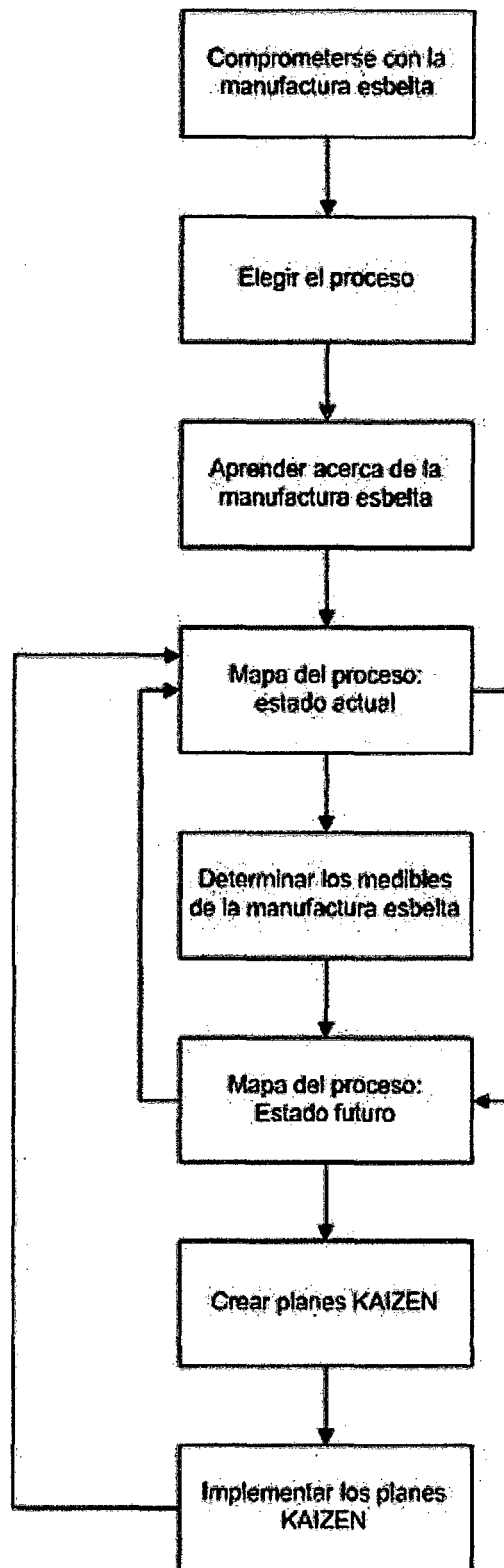 Comprometerse con la
manufactura esbelta
Elegir el proceso
Aprender acerca de la
manufactura esbelta
Mapa del proceso:
estado actual
Determinar los medibles
de la manufactura esbelta
Mapa del proceso:
Estado futuro
Crear planes KAIZEN
Implementar los planes
KAIZEN